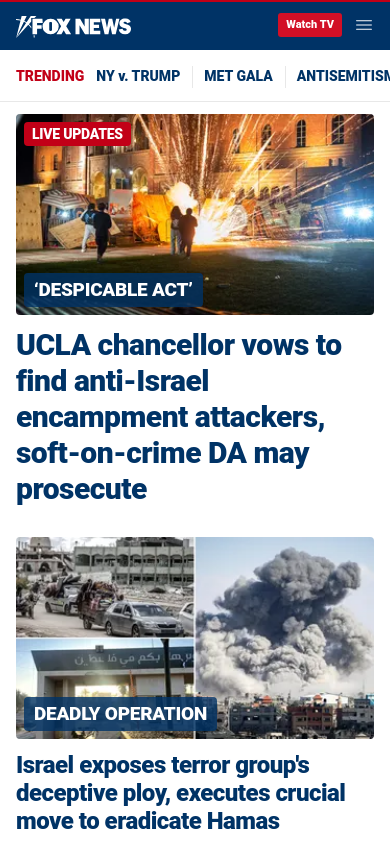 FOX NEWS
Watch TV
TRENDING NY v. TRUMP MET GALA ANTISEMITISM
LIVE UPDATES
‘DESPICABLE ACT’
UCLA chancellor vows to
find anti-Israel
encampment attackers,
soft-on-crime DA may
prosecute
DEADLY OPERATION
Israel exposes terror group's
deceptive ploy, executes crucial
move to eradicate Hamas